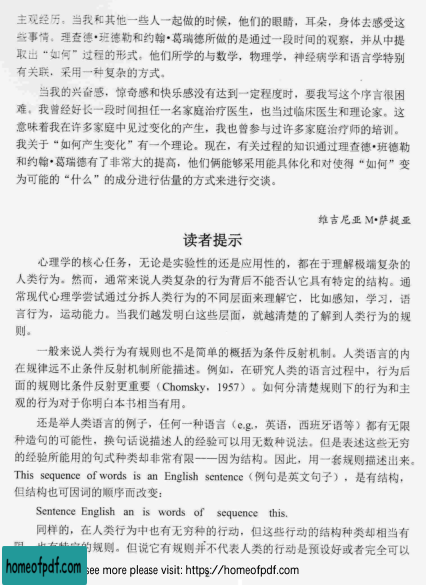 主观经历。当我和其他一些人一起做的时候，他们的眼睛，耳朵，身体去感受这
些事情。理查德•班德勒和约翰•葛瑞德所做的是通过一段时间的观察，并从中提
取出“如何”过程的形式。他们所学的与数学，物理学，神经病学和语言学特别
有关联，采用一种复杂的方式。
当我的兴奋感，惊奇感和快乐感没有达到一定程度时，要我写这个序言很困
难。我曾经好长一段时间担任一名家庭治疗医生，也当过临床医生和理论家。这
意味着我在许多家庭中见过变化的产生，我也曾参与过许多家庭治疗师的培训。
我关于“如何产生变化”有一个理论。现在，有关过程的知识通过理查德•班德勒
和约翰•葛瑞德有了非常大的提高，他们俩能够采用能具体化和对使得“如何”变
为可能的“什么”的成分进行估量的方式来进行交谈。
维吉尼亚 M•萨提亚
读者提示
心理学的核心任务，无论是实验性的还是应用性的，都在于理解极端复杂的
人类行为。然而，通常来说人类复杂的行为背后不能否认它具有特定的结构。通
常现代心理学尝试通过分拆人类行为的不同层面来理解它，比如感知，学习，语
言行为，运动能力。当我们越发明白这些层面，就越清楚的了解到人类行为的规
则。
一般来说人类行为有规则也不是简单的概括为条件反射机制。人类语言的内
在规律远不止条件反射机制所能描述。例如，在研究人类的语言过程中，行为后
面的规则比条件反射更重要（Chomsky，1957）。如何分清楚规则下的行为和主
观的行为对于你明白本书相当有用。
还是举人类语言的例子，任何一种语言（e.g.，英语，西班牙语等）都有无限
种造句的可能性，换句话说描述人的经验可以用无数种说法。但是表述这些无穷
的经验所能用的句式种类却非常有限——因为结构。因此，用一套规则描述出来。
This sequence of words is an English sentence（例句是英文句子），是有结构，
但结构也可因词的顺序而改变：
Sentence English an is words of sequence this.
同样的，在人类行为中也有无穷种的行动，但这些行动的结构种类却相当有
规则。但说它有规则并不代表人类的行动是预设好或者完全可以
homeofpdf.com
see more please visit: https://homeofpdf.com